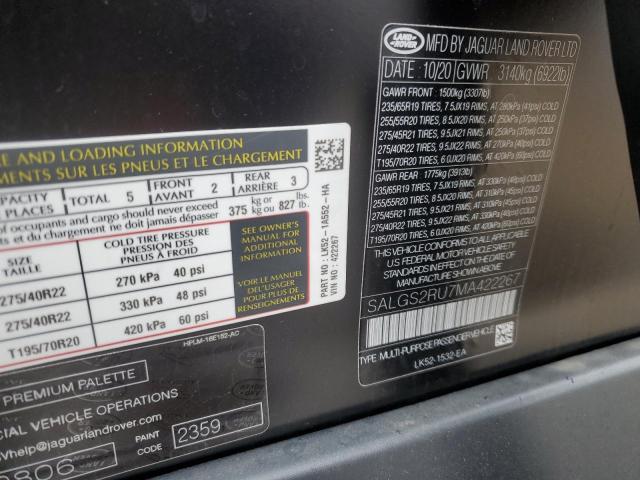 RE AND LOADING INFORMATION
EMENTS SUR LES PNEUS ET LE CHARGEMENT
APACITY
PLACES
TOTAL 5
FRONT
AVANT 2
REAR
ARRIÈRE 3
of occupants and cargo should never exceed
et du chargement ne doit jamais dépasser
375 kg or
kg ou 827 lbs.
lb.
SIZE
TAILLE
COLD TIRE PRESSURE
PRESSION DES
PNEUS À FROID
275/40R22
270 kPa 40 psi
275/40R22
330 kPa 48 psi
T195/70R20
420 kPa 60 psi
SEE OWNER'S
MANUAL FOR
ADDITIONAL
INFORMATION
VOIR LE MANUEL
DE L'USAGER
POUR PLUS DE
RENSEIGNEMENTS
LK52-1A552-HA
VIN NO: 422267
HPLM-16E182-AC
PREMIUM PALETTE
CIAL VEHICLE OPERATIONS
vhelp@jaguarlandrover.com
PAINT
CODE
2359
LAND
ROVER
MFD BY JAGUAR LAND ROVER LTD
DATE : 10/20 GVWR 3140kg (6922lb)
GAWR FRONT : 1500kg (3307lb)
235/65R19 TIRES, 7.5JX19 RIMS, AT 280kPa (41psi) COLD
255/55R20 TIRES, 8.5JX20 RIMS, AT 250kPa (37psi) COLD
275/45R21 TIRES, 9.5JX21 RIMS, AT 250kPa (37psi) COLD
275/40R22 TIRES, 9.5JX22 RIMS, AT 270kPa (40psi) COLD
T195/70R20 TIRES, 6.0JX20 RIMS, AT 420kPa (60psi) COLD
GAWR REAR : 1775kg (3913lb)
235/65R19 TIRES, 7.5JX19 RIMS, AT 330kPa (48psi) COLD
255/55R20 TIRES, 8.5JX20 RIMS, AT 310kPa (45psi) COLD
275/45R21 TIRES, 9.5JX21 RIMS, AT 310kPa (45psi) COLD
275/40R22 TIRES, 9.5JX22 RIMS, AT 330kPa (48psi) COLD
T195/70R20 TIRES, 6.0JX20 RIMS, AT 420kPa (60psi) COLD
THIS VEHICLE CONFORMS TO ALL APPLICABLE
U.S FEDERAL MOTOR VEHICLE SAFETY STANDARDS
IN EFFECT ON THE DATE OF MANUFACTURE
SHOWN ABOVE.
SALGS2RU7MA422267
TYPE: MULTI-PURPOSE PASSENGER VEHICLE
LK52-1532-EA